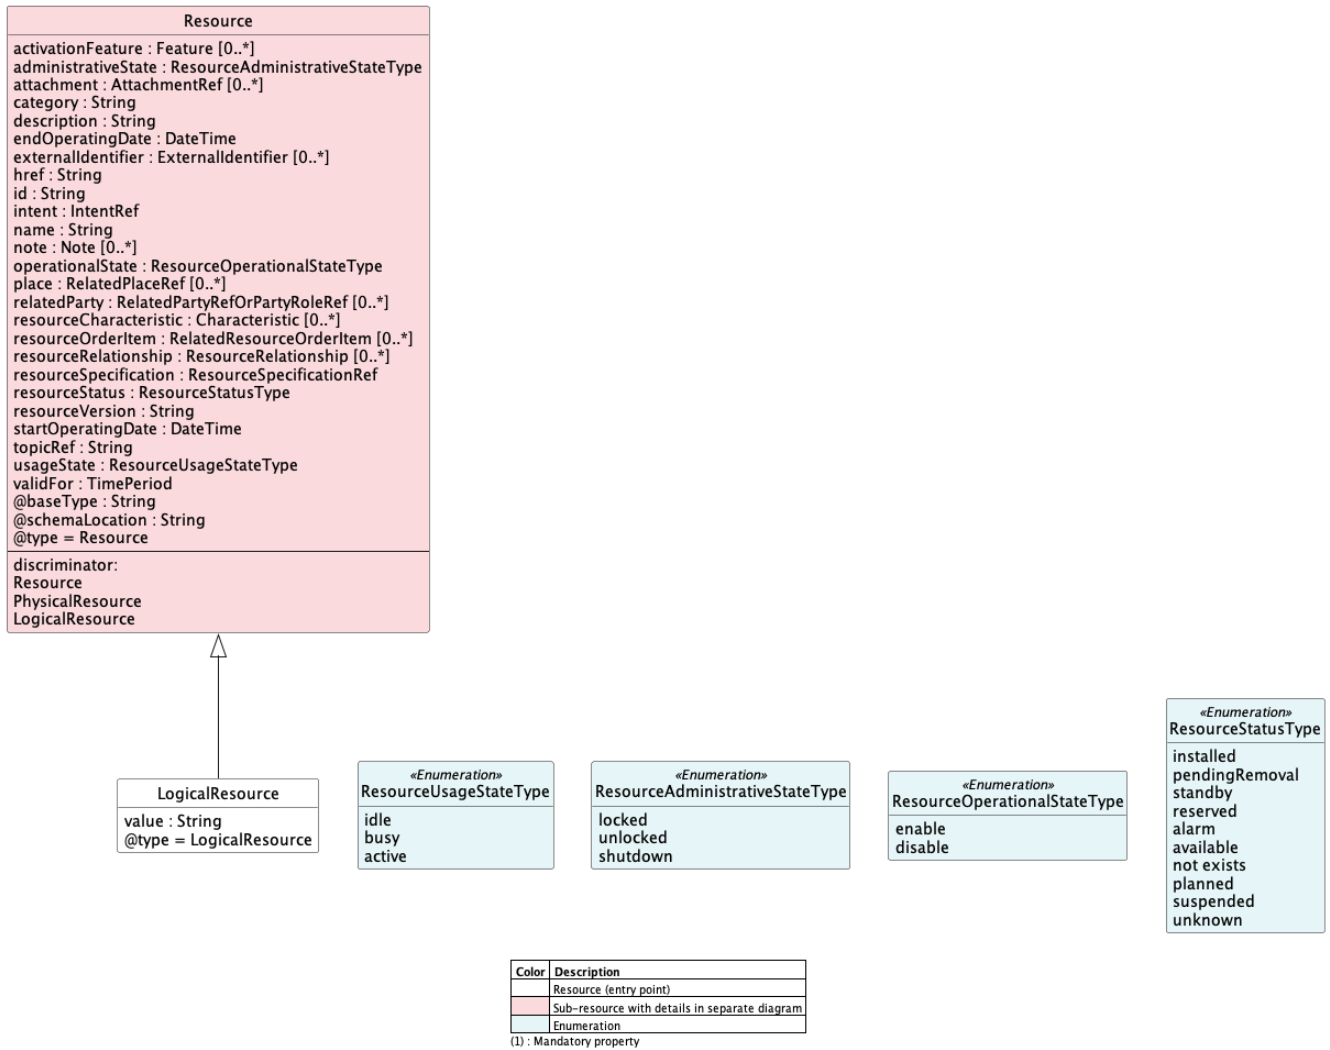 Resource
activationFeature : Feature [0..*]
administrativeState : ResourceAdministrativeStateType
attachment : AttachmentRef [0..*]
category : String
description : String
endOperatingDate : DateTime
externalIdentifier : ExternalIdentifier [0..*]
href : String
id : String
intent : IntentRef
name : String
note : Note [0..*]
operationalState : ResourceOperationalStateType
place : RelatedPlaceRef [0..*]
relatedParty : RelatedPartyRefOrPartyRoleRef [0..*]
resourceCharacteristic : Characteristic [0..*]
resourceOrderItem : RelatedResourceOrderItem [0..*]
resourceRelationship : ResourceRelationship [0..*]
resourceSpecification : ResourceSpecificationRef
resourceStatus : ResourceStatusType
resourceVersion : String
startOperatingDate : DateTime
topicRef : String
usageState : ResourceUsageStateType
validFor : TimePeriod
@baseType : String
@schemaLocation : String
@type = Resource
discriminator:
Resource
PhysicalResource
LogicalResource
LogicalResource
value : String
@type = LogicalResource
«Enumeration»
ResourceUsageStateType
idle
busy
active
«Enumeration»
ResourceAdministrativeStateType
locked
unlocked
shutdown
«Enumeration»
ResourceOperationalStateType
enable
disable
«Enumeration»
ResourceStatusType
installed
pendingRemoval
standby
reserved
alarm
available
not exists
planned
suspended
unknown
Color Description
Resource (entry point)
Sub-resource with details in separate diagram
Enumeration
(1) : Mandatory property